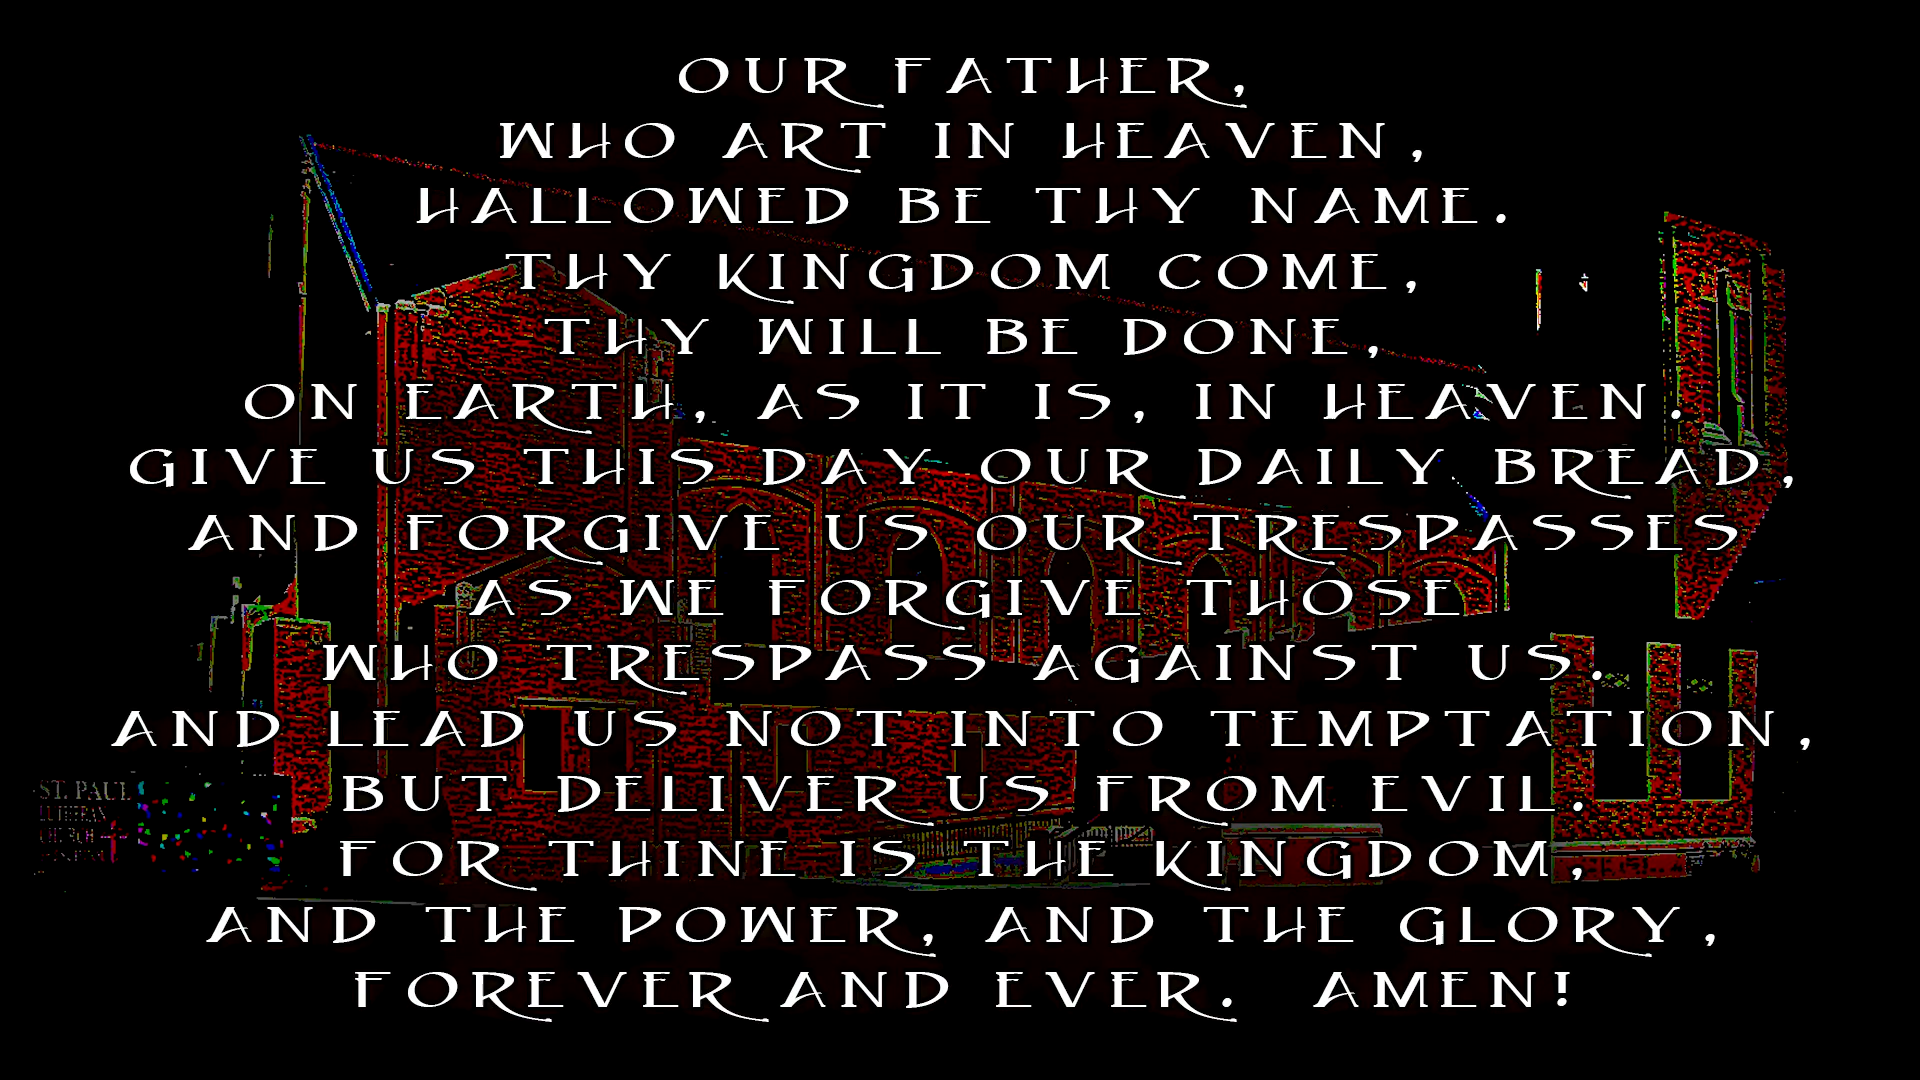 OUR FATHER,
WHO ART IN HEAVEN,
HALLOWED BE THY NAME.
THY KINGDOM COME,
THY WILL BE DONE,
ON EARTH, AS IT IS, IN HEAVEN.
GIVE US THIS DAY OUR DAILY BREAD,
AND FORGIVE US OUR TRESPASSES
AS WE FORGIVE THOSE
WHO TRESPASS AGAINST US.
AND LEAD US NOT INTO TEMPTATION,
BUT DELIVER US FROM EVIL.
FOR THINE IS THE KINGDOM,
AND THE POWER, AND THE GLORY,
FOREVER AND EVER. AMEN!
ST. PAUL
LUTHERAN
CHURCH